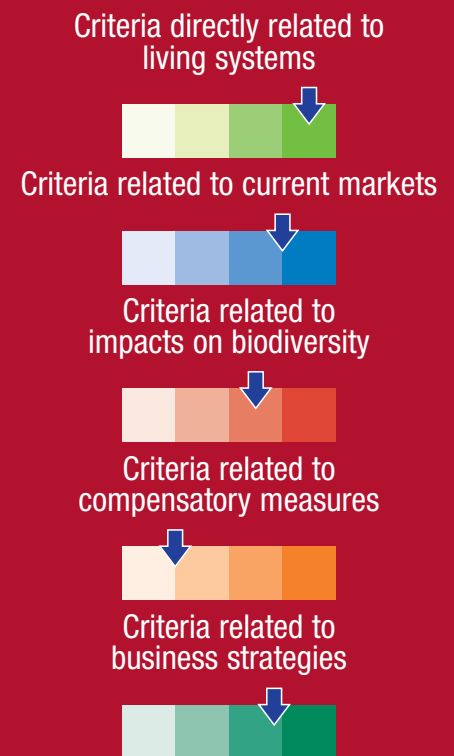 Criteria directly related to
living systems
Criteria related to current markets
Criteria related to
impacts on biodiversity
Criteria related to
compensatory measures
Criteria related to
business strategies